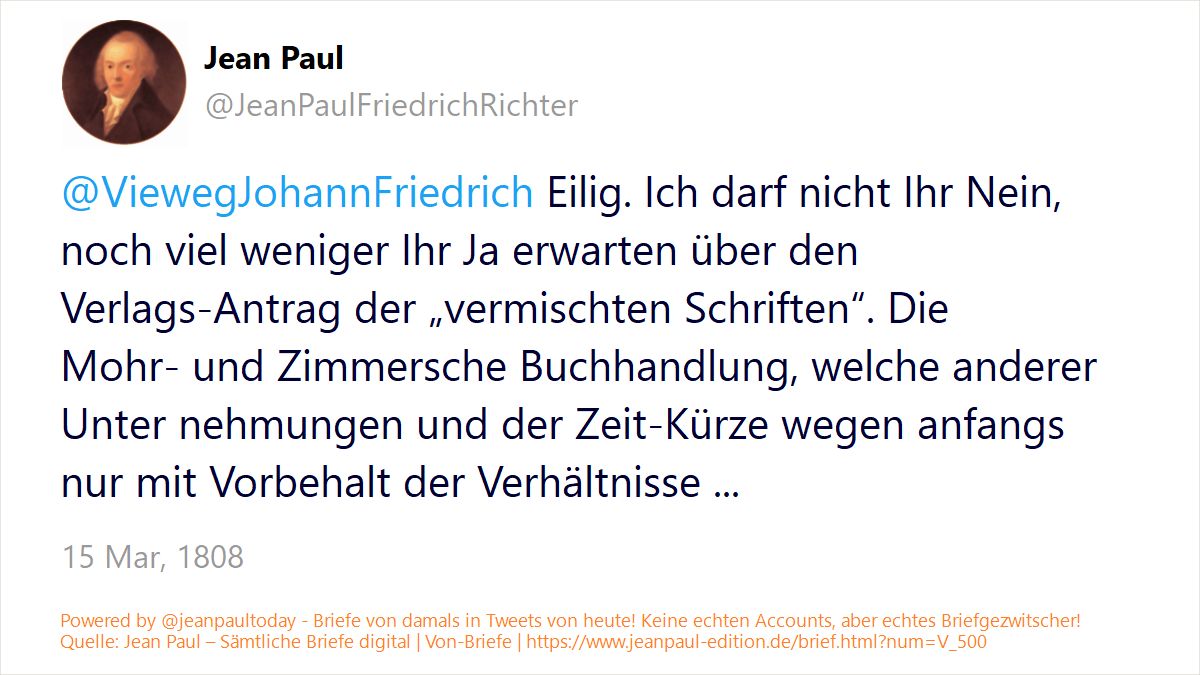 Jean Paul
@JeanPaulFriedrichRichter
@ViewegJohannFriedrich Eilig. Ich darf nicht Ihr Nein,
noch viel weniger Ihr Ja erwarten über den
Verlags-Antrag der „vermischten Schriften“. Die
Mohr- und Zimmersche Buchhandlung, welche anderer
Unter nehmungen und der Zeit-Kürze wegen anfangs
nur mit Vorbehalt der Verhältnisse ...
15 Mar, 1808
Powered by @jeanpaultoday - Briefe von damals in Tweets von heute! Keine echten Accounts, aber echtes Briefgezwitscher!
Quelle: Jean Paul – Sämtliche Briefe digital | Von-Briefe | https://www.jeanpaul-edition.de/brief.html?num=V_500